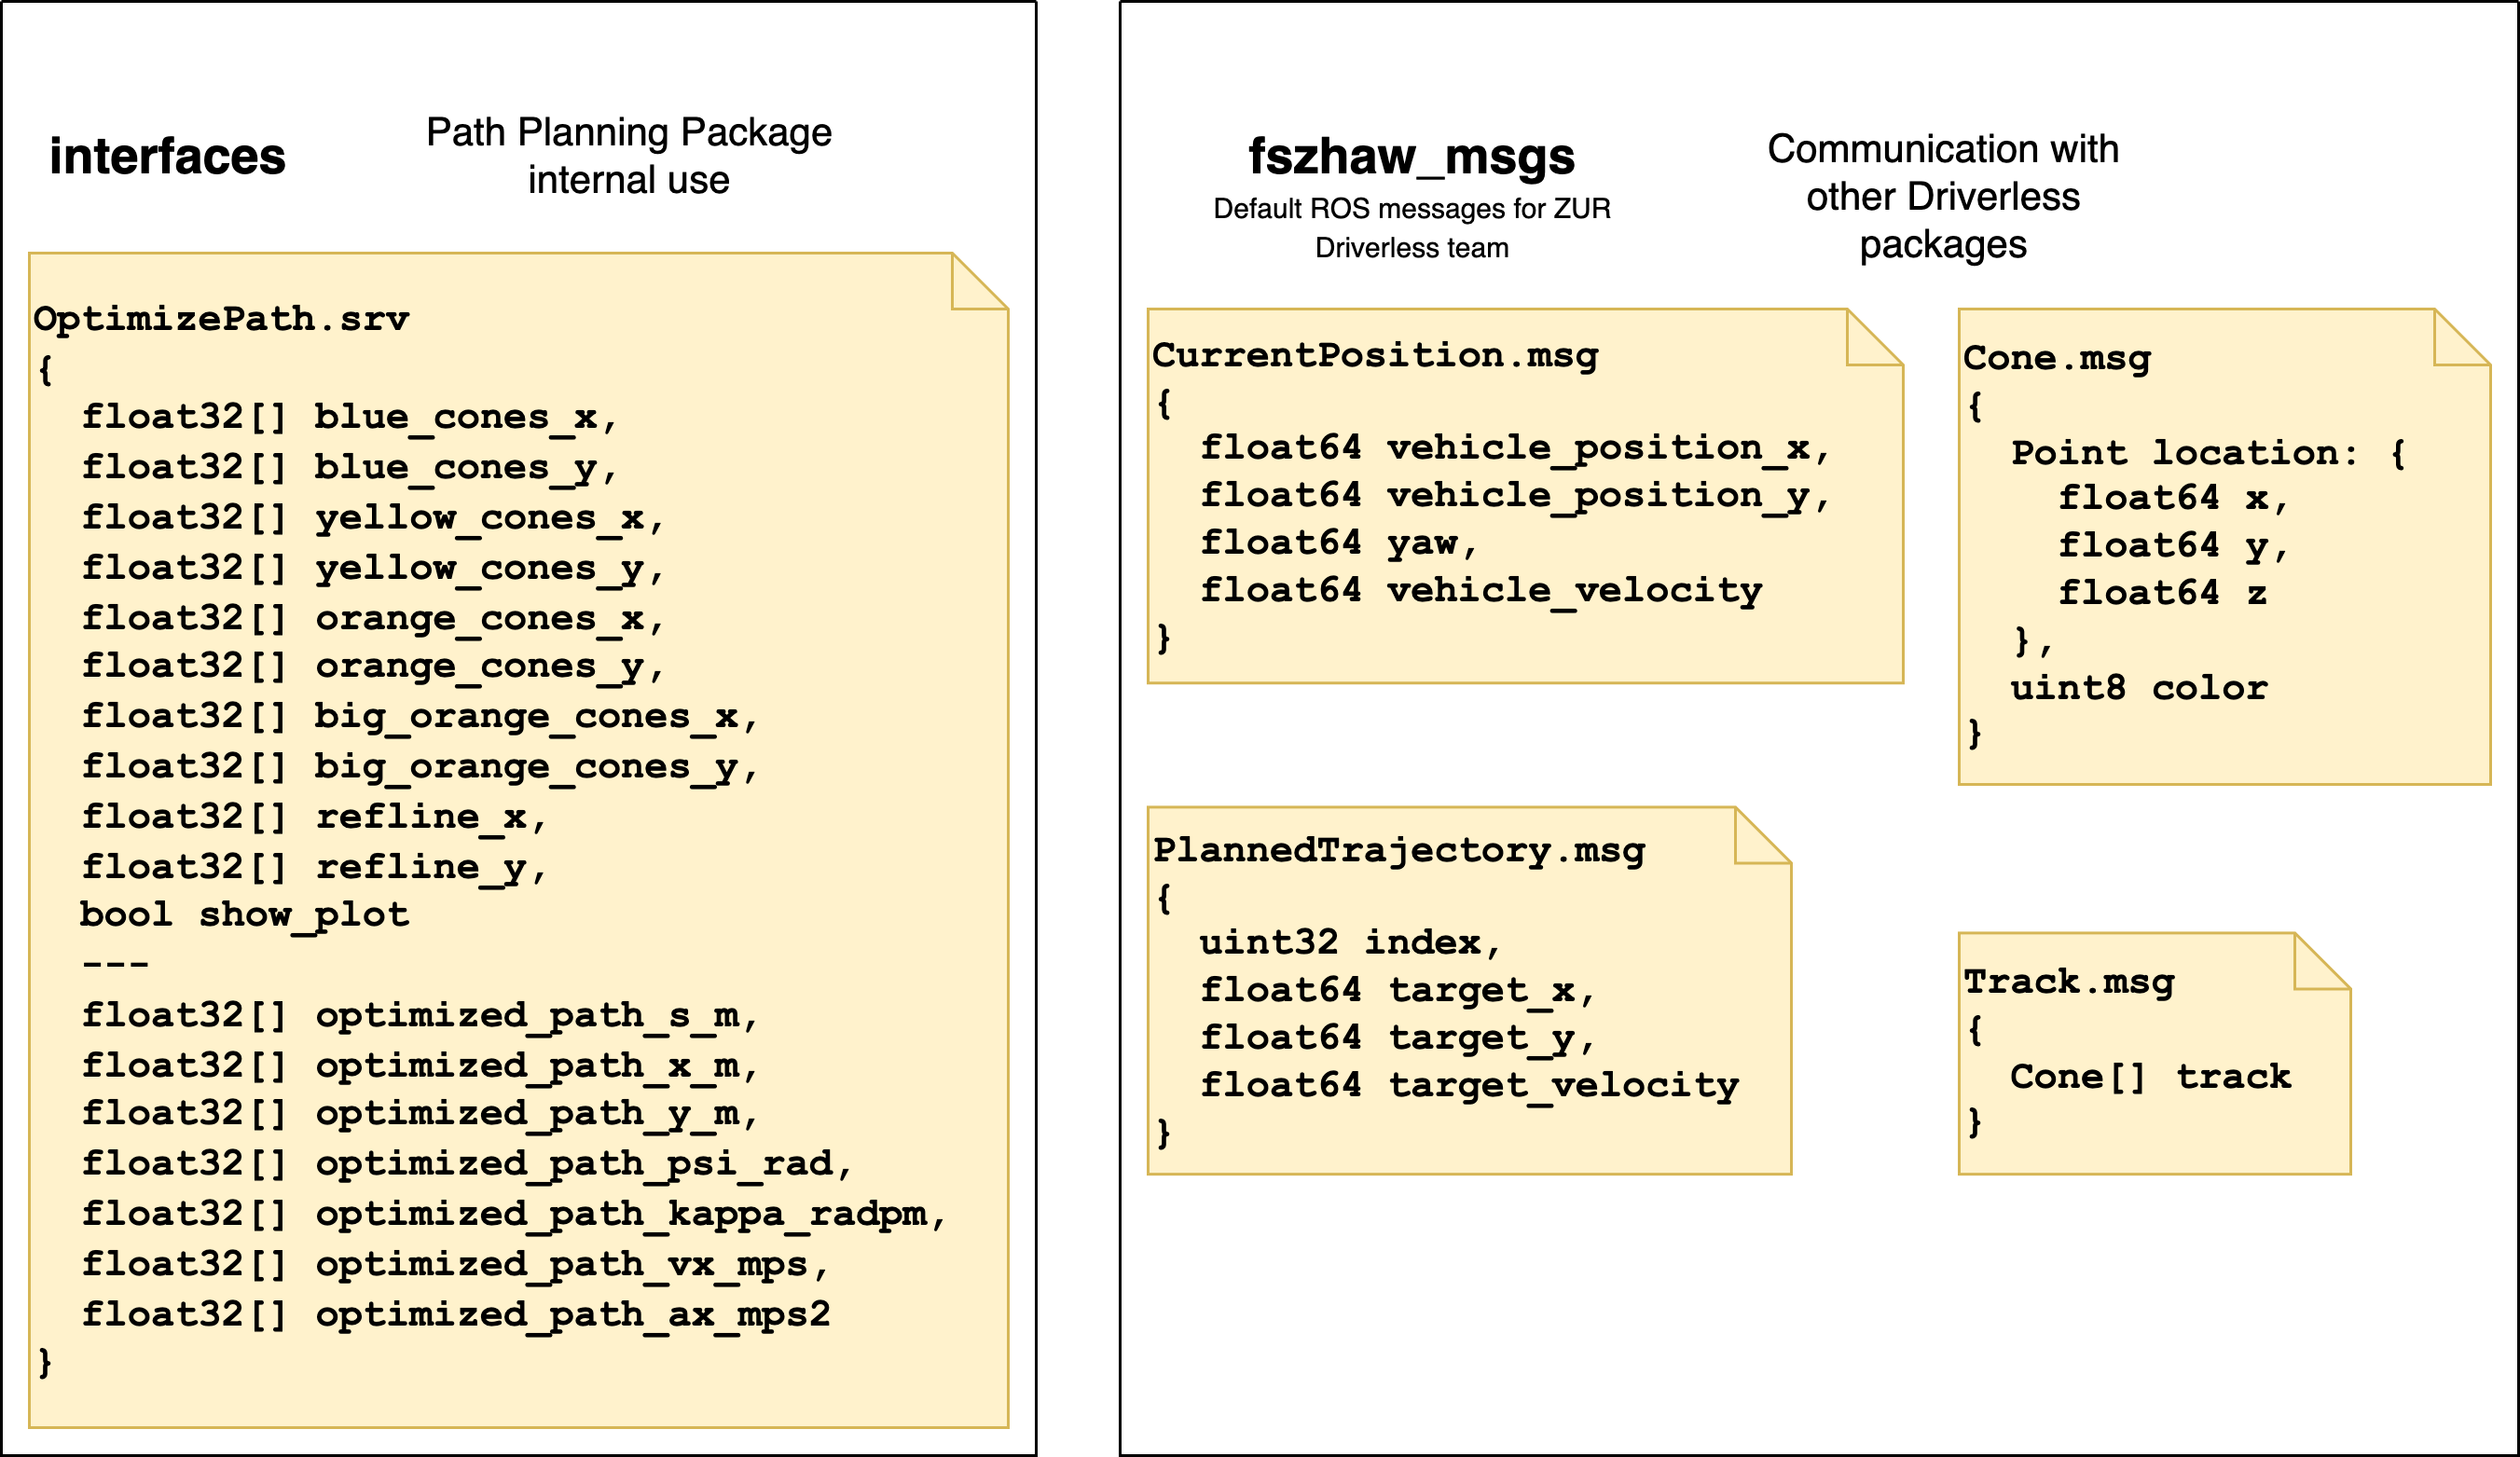 interfaces
Path Planning Package
internal use
OptimizePath.srv
{
float32[] blue_cones_x,
float32[] blue_cones_y,
float32[] yellow_cones_x,
float32[] yellow_cones_y,
float32[] orange_cones_x,
float32[] orange_cones_y,
float32[] big_orange_cones_x,
float32[] big_orange_cones_y,
float32[] refline_x,
float32[] refline_y,
bool show_plot
---
float32[] optimized_path_s_m,
float32[] optimized_path_x_m,
float32[] optimized_path_y_m,
float32[] optimized_path_psi_rad,
float32[] optimized_path_kappa_radpm,
float32[] optimized_path_vx_mps,
float32[] optimized_path_ax_mps2
}
fszhaw_msgs
Default ROS messages for ZUR
Driverless team
Communication with
other Driverless
packages
CurrentPosition.msg
{
float64 vehicle_position_x,
float64 vehicle_position_y,
float64 yaw,
float64 vehicle_velocity
}
Cone.msg
{
Point location: {
float64 x,
float64 y,
float64 z
},
uint8 color
}
PlannedTrajectory.msg
{
uint32 index,
float64 target_x,
float64 target_y,
float64 target_velocity
}
Track.msg
{
Cone[] track
}